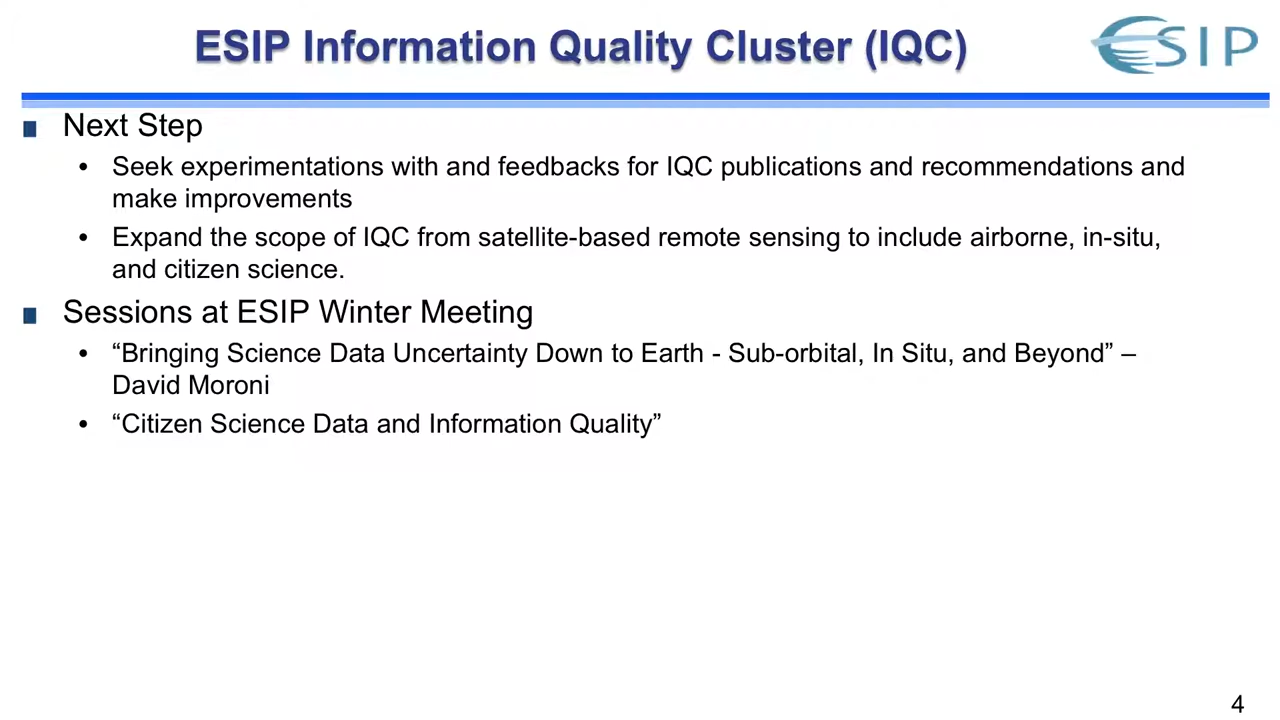 ESIP Information Quality Cluster (IQC)
ESIP
Next Step
• Seek experimentations with and feedbacks for IQC publications and recommendations and
make improvements
• Expand the scope of IQC from satellite-based remote sensing to include airborne, in-situ,
and citizen science.
Sessions at ESIP Winter Meeting
• “Bringing Science Data Uncertainty Down to Earth - Sub-orbital, In Situ, and Beyond” –
David Moroni
• “Citizen Science Data and Information Quality”
4